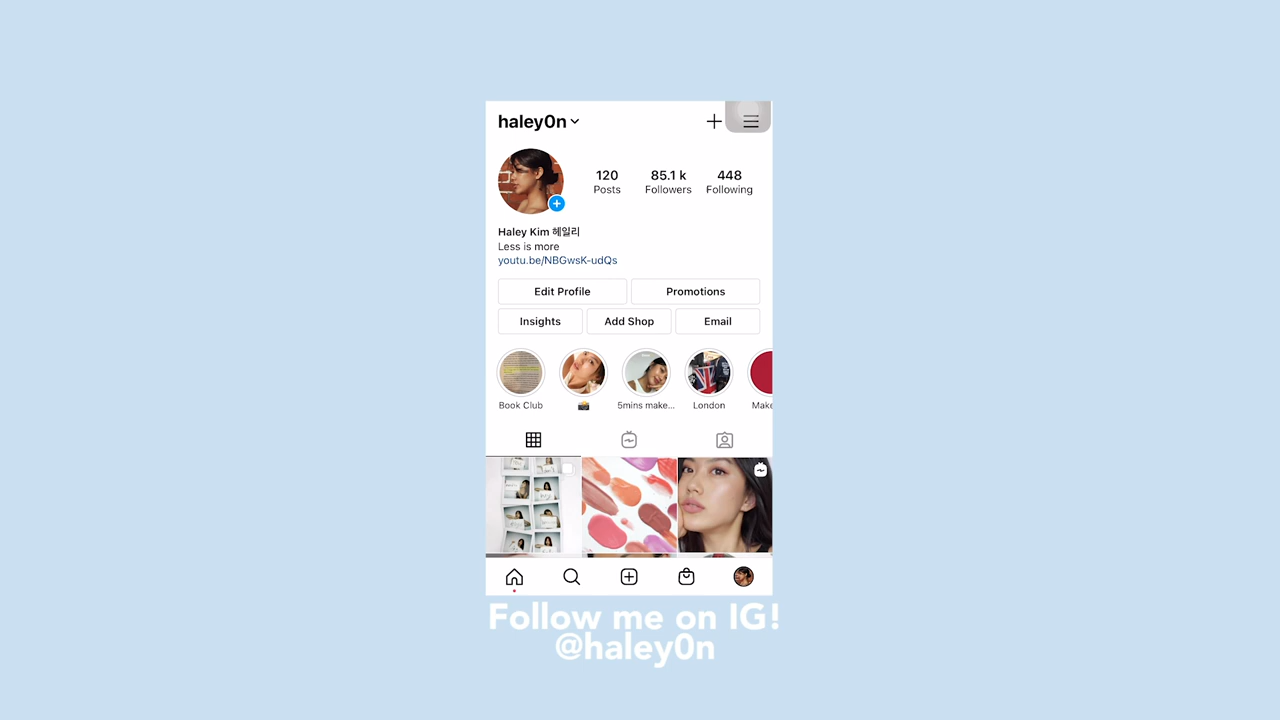 haley0n
120 85.1 k 448
Posts Followers Following
Haley Kim 헤일리
Less is more
youtu.be/NBGwsK-udQs
Edit Profile Promotions
Insights Add Shop Email
Book Club 5mins make... London Make
Follow me on IG!
@haley0n